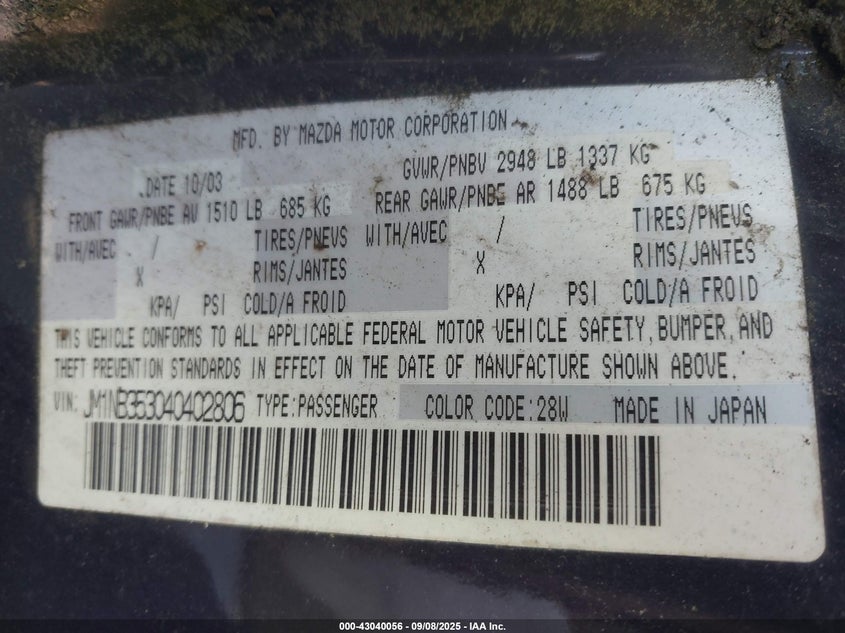 MFD. BY MAZDA MOTOR CORPORATION
DATE 10/03 GVWR/PNBV 2948 LB 1337 KG
FRONT GAWR/PNBE AV 1510 LB 685 KG REAR GAWR/PNBE AR 1488 LB 675 KG
WITH/AVEC / TIRES/PNEUS WITH/AVEC / TIRES/PNEUS
X RIMS/JANTES X RIMS/JANTES
KPA/ PSI COLD/A FROID KPA/ PSI COLD/A FROID
THIS VEHICLE CONFORMS TO ALL APPLICABLE FEDERAL MOTOR VEHICLE SAFETY, BUMPER, AND
THEFT PREVENTION STANDARDS IN EFFECT ON THE DATE OF MANUFACTURE SHOWN ABOVE.
VIN: JM1NB353040402806 TYPE:PASSENGER COLOR CODE:28W MADE IN JAPAN
000-43040056 - 09/08/2025 - IAA Inc.